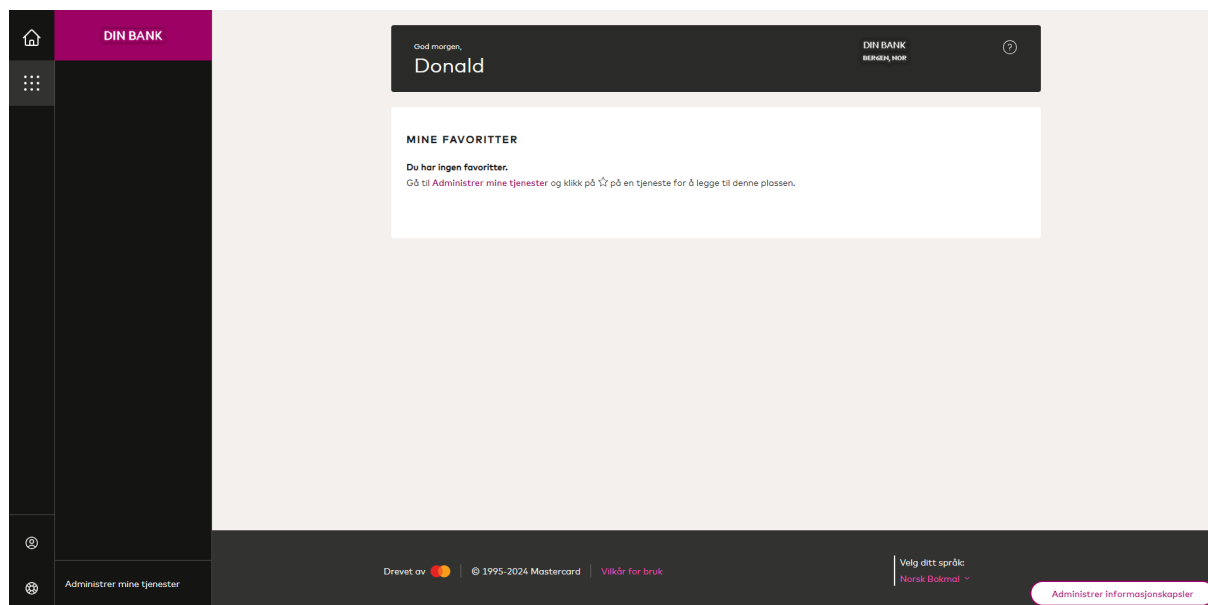 DIN BANK
God morgen,
Donald
DIN BANK
BERGEN, NOR
MINE FAVORITTER
Du har ingen favoritter.
Gå til Administrer mine tjenester og klikk på ☆ på en tjeneste for å legge til denne plassen.
Administrer mine tjenester
Drevet av
© 1995-2024 Mastercard
Vilkår for bruk
Velg ditt språk:
Norsk Bokmal
Administrer informasjonskapsler